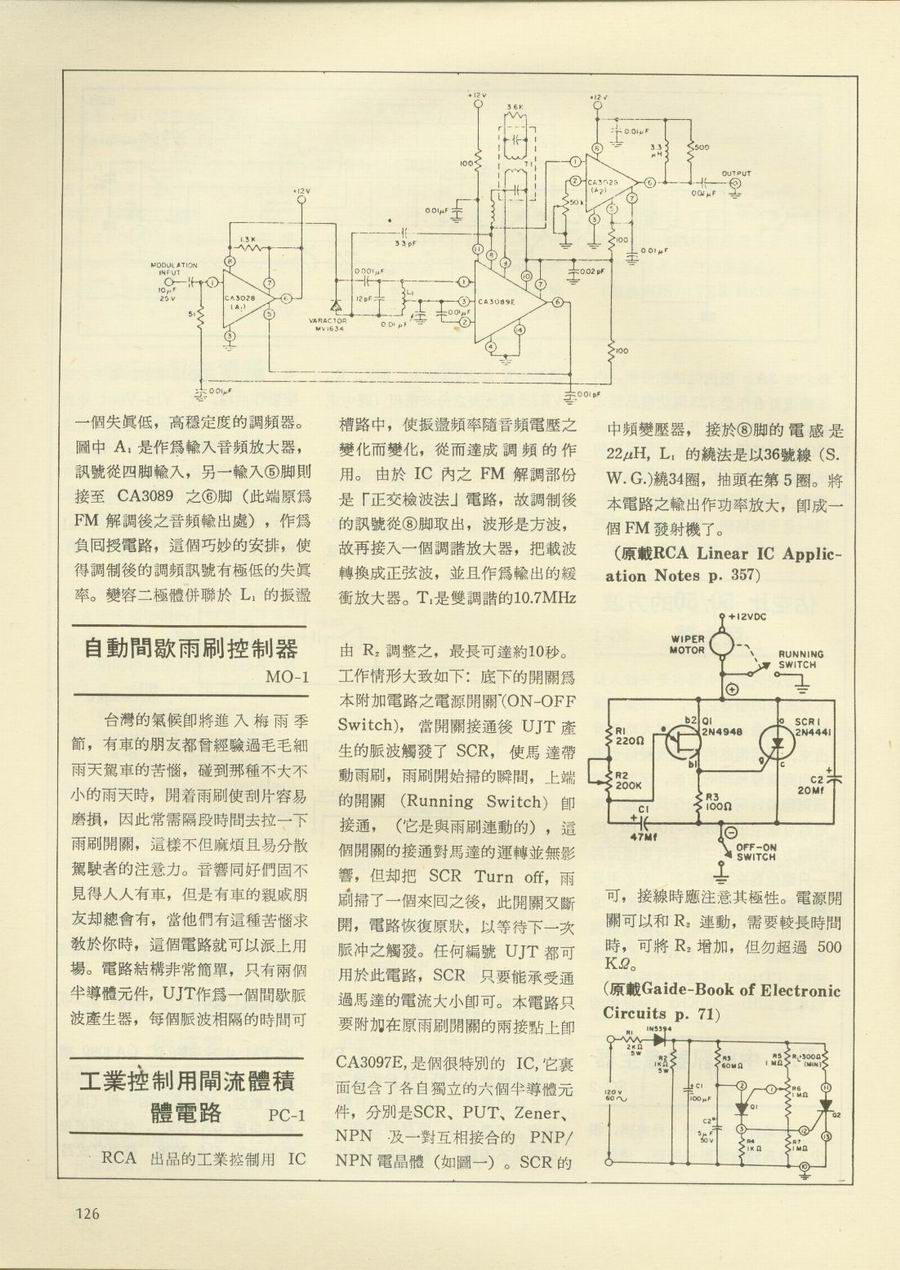 +12V
3.6K
+12V
0.01μF
100
T1
3.3 μH
500
OUTPUT
CA3028 (A₂)
0.01μF
50k
0.01μF
+12V
3.3pF
100
0.01μF
1.3K
MODULATION INPUT
10μF 25V
CA3028 (A₁)
51
0.001μF
12pF
L₁
VARACTOR MV1634
0.01μF
0.01μF
CA3089E
0.02pF
100
0.01μF
0.01pF
一個失眞低，高穩定度的調頻器。
圖中 A₁ 是作爲輸入音頻放大器，
訊號從四脚輸入，另一輸入⑤脚則
接至 CA3089 之⑥脚（此端原爲
FM 解調後之音頻輸出處），作爲
負囘授電路，這個巧妙的安排，使
得調制後的調頻訊號有極低的失眞
率。變容二極體併聯於 L₁ 的振盪
槽路中，使振盪頻率隨音頻電壓之
變化而變化，從而達成調頻的作
用。由於 IC 內之 FM 解調部份
是「正交檢波法」電路，故調制後
的訊號從⑧脚取出，波形是方波，
故再接入一個調諧放大器，把載波
轉換成正弦波，並且作爲輸出的緩
衝放大器。T₁是雙調諧的10.7MHz
中頻變壓器，接於⑧脚的電感是
22μH, L₁ 的繞法是以36號線（S.
W.G.)繞34圈，抽頭在第5圈。將
本電路之輸出作功率放大，卽成一
個 FM 發射機了。
（原載RCA Linear IC Applic-
ation Notes p. 357）
自動間歇雨刷控制器
MO-1
台灣的氣候卽將進入梅雨季
節，有車的朋友都曾經驗過毛毛細
雨天駕車的苦惱，碰到那種不大不
小的雨天時，開着雨刷使刮片容易
磨損，因此常需隔段時間去拉一下
雨刷開關，這樣不但麻煩且易分散
駕駛者的注意力。音響同好們固不
見得人人有車，但是有車的親戚朋
友却總會有，當他們有這種苦惱求
敎於你時，這個電路就可以派上用
場。電路結構非常簡單，只有兩個
半導體元件，UJT作爲一個間歇脈
波產生器，每個脈波相隔的時間可
由 R₂ 調整之，最長可達約10秒。
工作情形大致如下：底下的開關爲
本附加電路之電源開關(ON-OFF
Switch)，當開關接通後 UJT 產
生的脈波觸發了 SCR，使馬達帶
動雨刷，雨刷開始掃的瞬間，上端
的開關（Running Switch）卽
接通，（它是與雨刷連動的），這
個開關的接通對馬達的運轉並無影
響，但却把 SCR Turn off，雨
刷掃了一個來囘之後，此開關又斷
開，電路恢復原狀，以等待下一次
脈冲之觸發。任何編號 UJT 都可
用於此電路，SCR 只要能承受通
過馬達的電流大小卽可。本電路只
要附加在原雨刷開關的兩接點上卽
+12VDC
WIPER MOTOR
RUNNING SWITCH
R1 220Ω
b2 Q1
2N4948
e
b1
SCR 1
2N4441
a
g c
R2 200K
R3 100Ω
C2 20Mf
C1
47Mf
OFF-ON SWITCH
可，接線時應注意其極性。電源開
關可以和 R₂ 連動，需要較長時間
時，可將 R₂ 增加，但勿超過 500
KΩ。
（原載Gaide-Book of Electronic
Circuits p. 71）
工業控制用閘流體積
體電路 PC-1
RCA 出品的工業控制用 IC
CA3097E, 是個很特別的 IC, 它裏
面包含了各自獨立的六個半導體元
件，分別是SCR、PUT、Zener、
NPN 及一對互相接合的 PNP/
NPN 電晶體（如圖一）。SCR 的
R1
2KΩ 5W
IN5394
R2 1KΩ 5W
R3 60MΩ
R5 1MΩ
RL>300Ω (MIN)
120V 60~
C1 100μF
R6 1MΩ
Q1
Q2
C2
50V
R4 1KΩ
R7 1MΩ
126